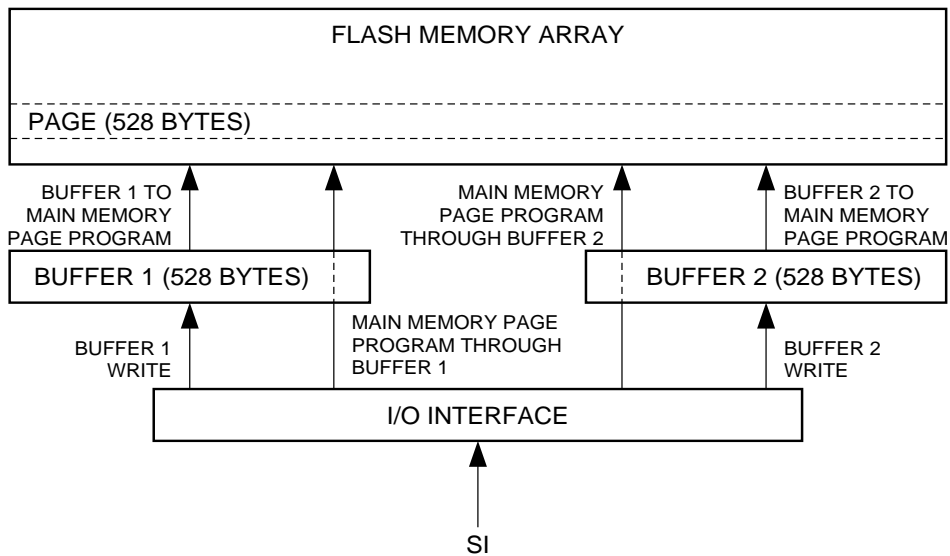 FLASH MEMORY ARRAY
PAGE (528 BYTES)
BUFFER 1 TO
MAIN MEMORY
PAGE PROGRAM
MAIN MEMORY
PAGE PROGRAM
THROUGH BUFFER 2
BUFFER 2 TO
MAIN MEMORY
PAGE PROGRAM
BUFFER 1 (528 BYTES)
BUFFER 2 (528 BYTES)
BUFFER 1
WRITE
MAIN MEMORY PAGE
PROGRAM THROUGH
BUFFER 1
BUFFER 2
WRITE
I/O INTERFACE
SI